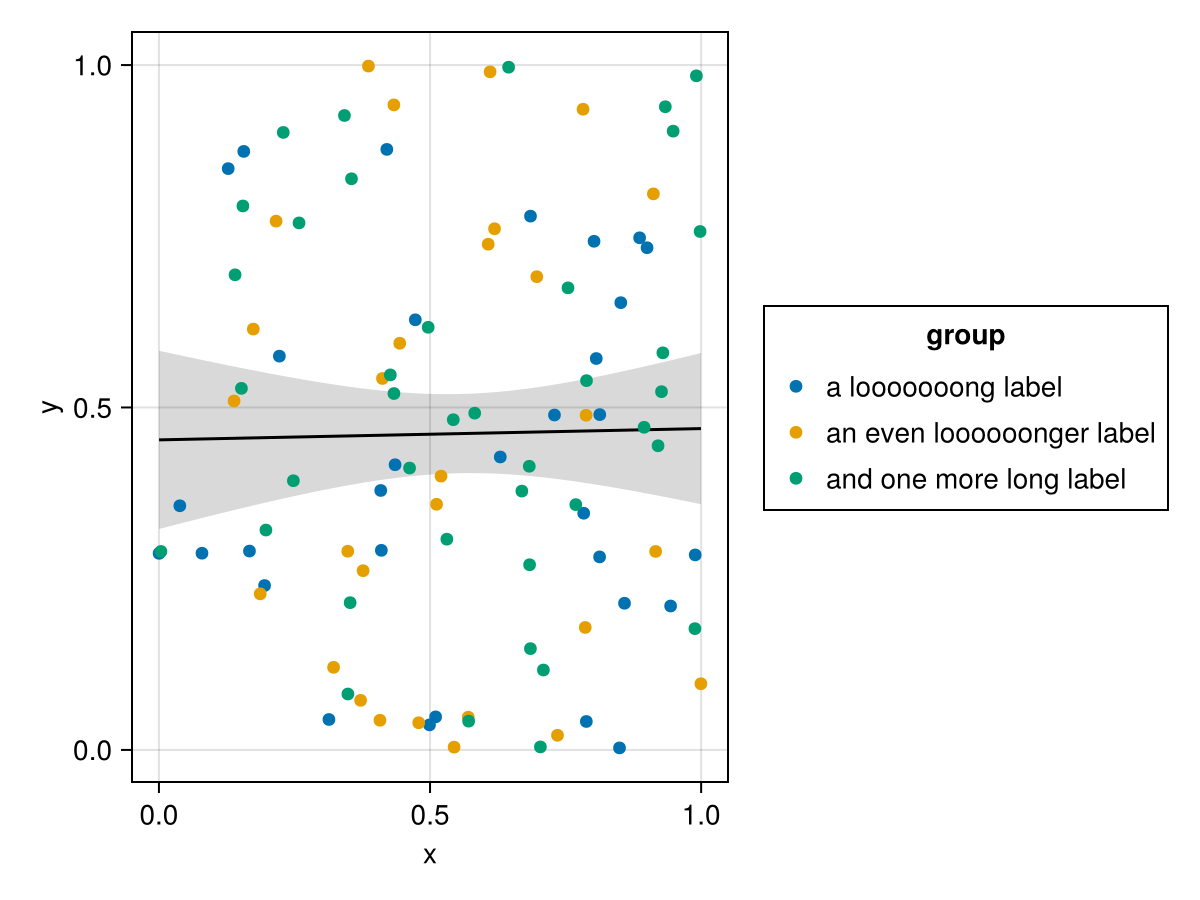 1.0
0.5
0.0
y
0.0 0.5 1.0
x
group
a looooooong label
an even loooooonger label
and one more long label